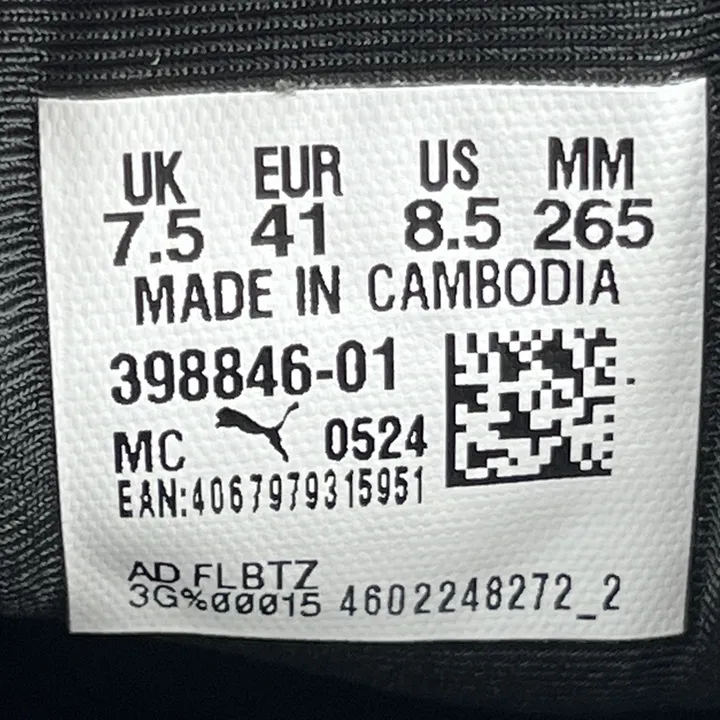 UK EUR US MM
7.5 41 8.5 265
MADE IN CAMBODIA
398846-01
MC 0524
EAN:4067979315951
AD FLBTZ
3G%00015 4602248272_2